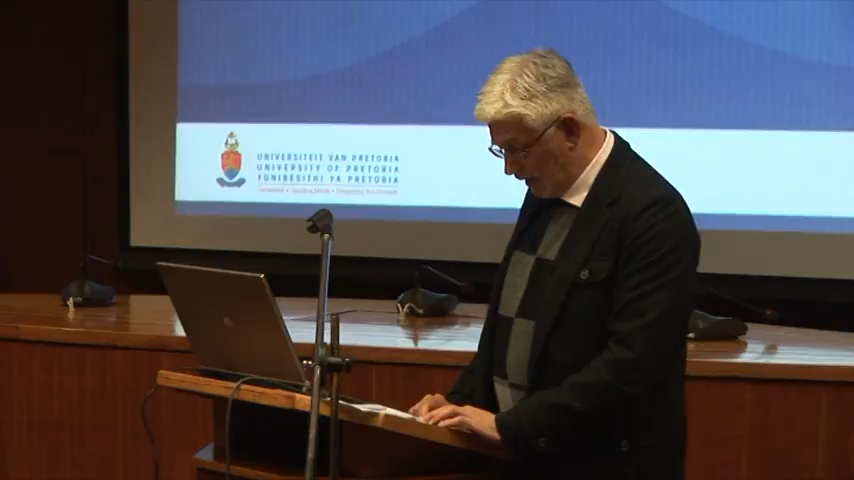 UNIVERSITEIT VAN PRETORIA
UNIVERSITY OF PRETORIA
YUNIBESITHI YA PRETORIA